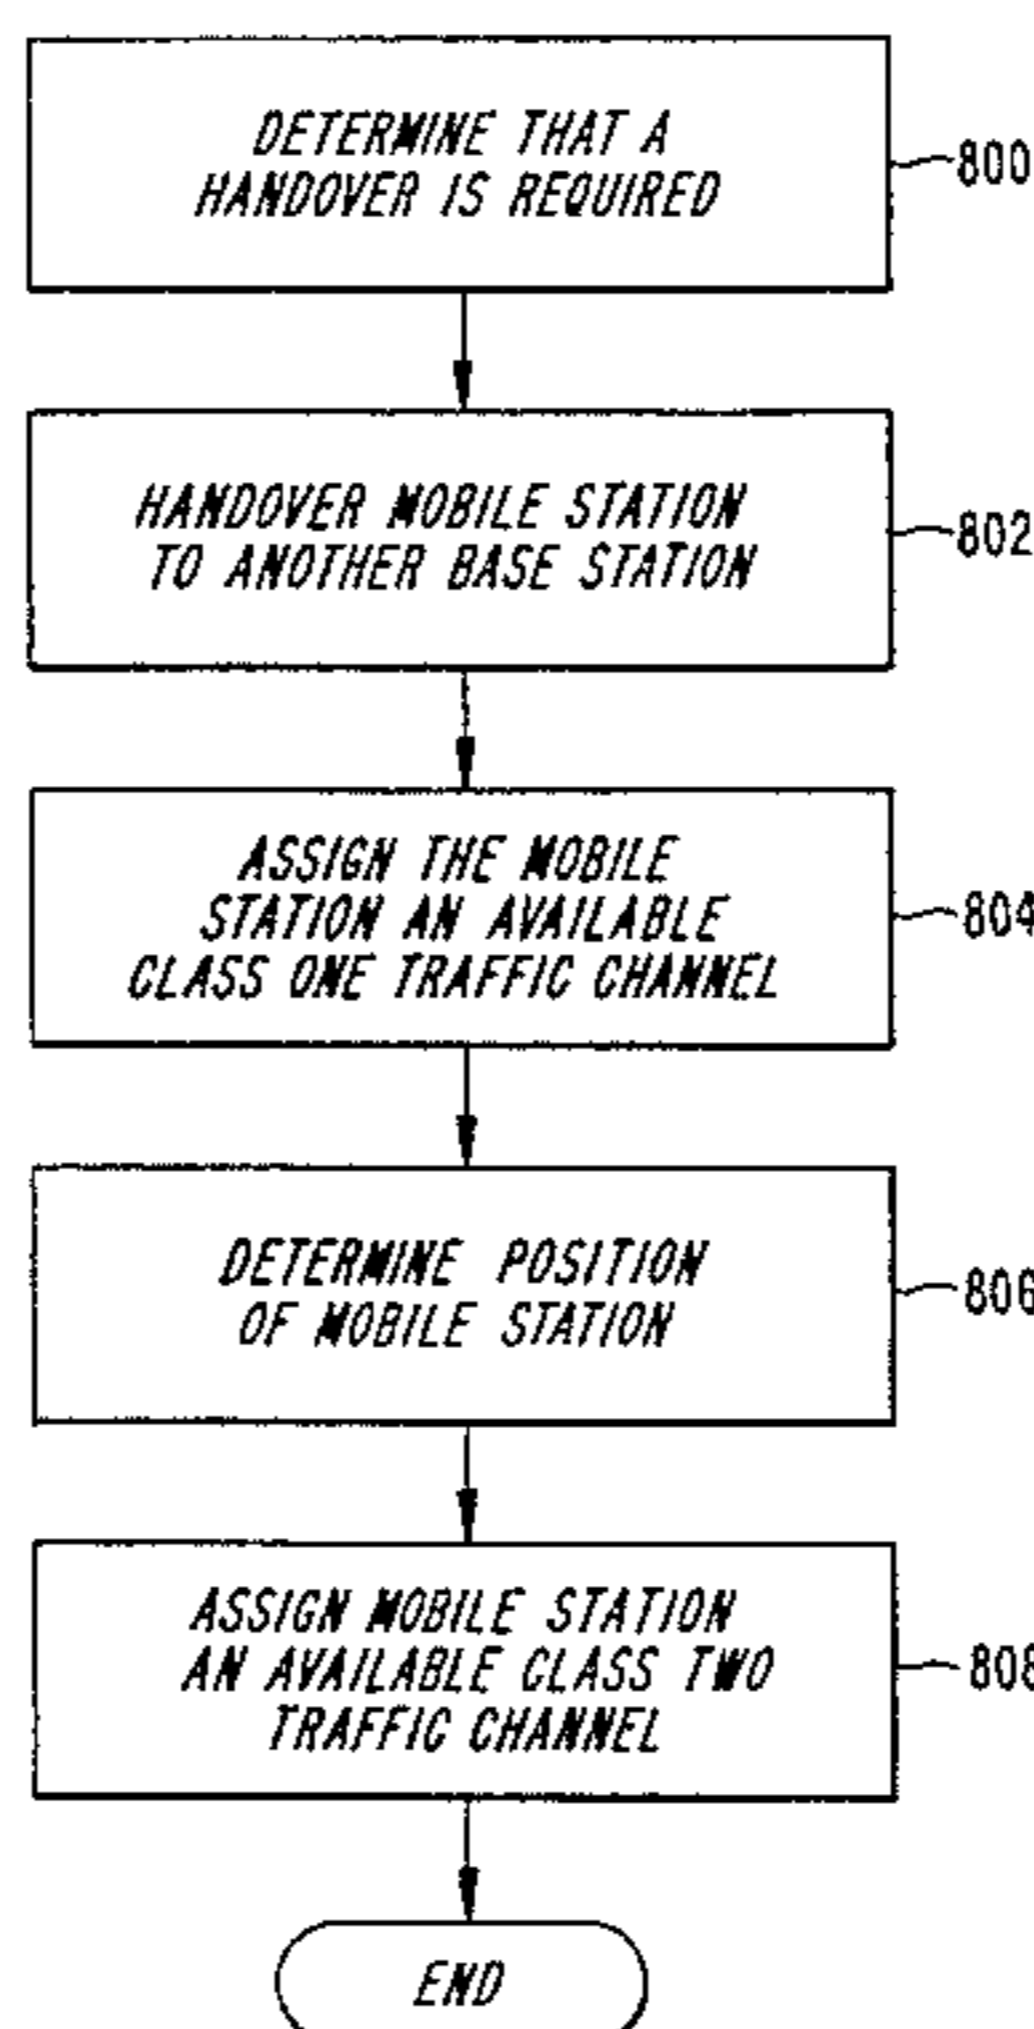 DETERMINE THAT A
HANDOVER IS REQUIRED
800
HANDOVER MOBILE STATION
TO ANOTHER BASE STATION
802
ASSIGN THE MOBILE
STATION AN AVAILABLE
CLASS ONE TRAFFIC CHANNEL
804
DETERMINE POSITION
OF MOBILE STATION
806
ASSIGN MOBILE STATION
AN AVAILABLE CLASS TWO
TRAFFIC CHANNEL
808
END